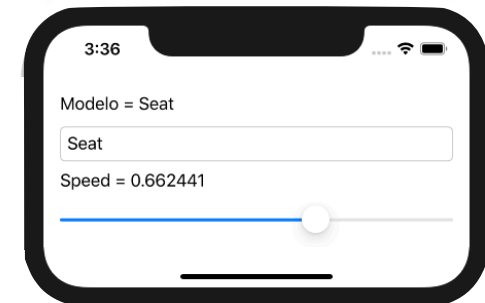 3:36
Modelo = Seat
Seat
Speed = 0.662441